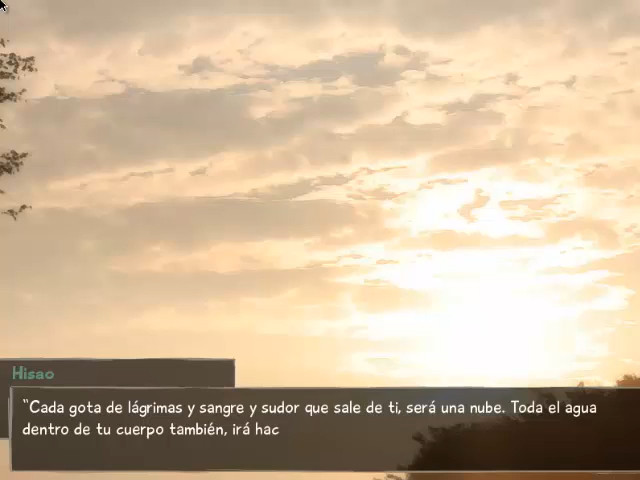 Hisao
“Cada gota de lágrimas y sangre y sudor que sale de ti, será una nube. Toda el agua
dentro de tu cuerpo también, irá hac